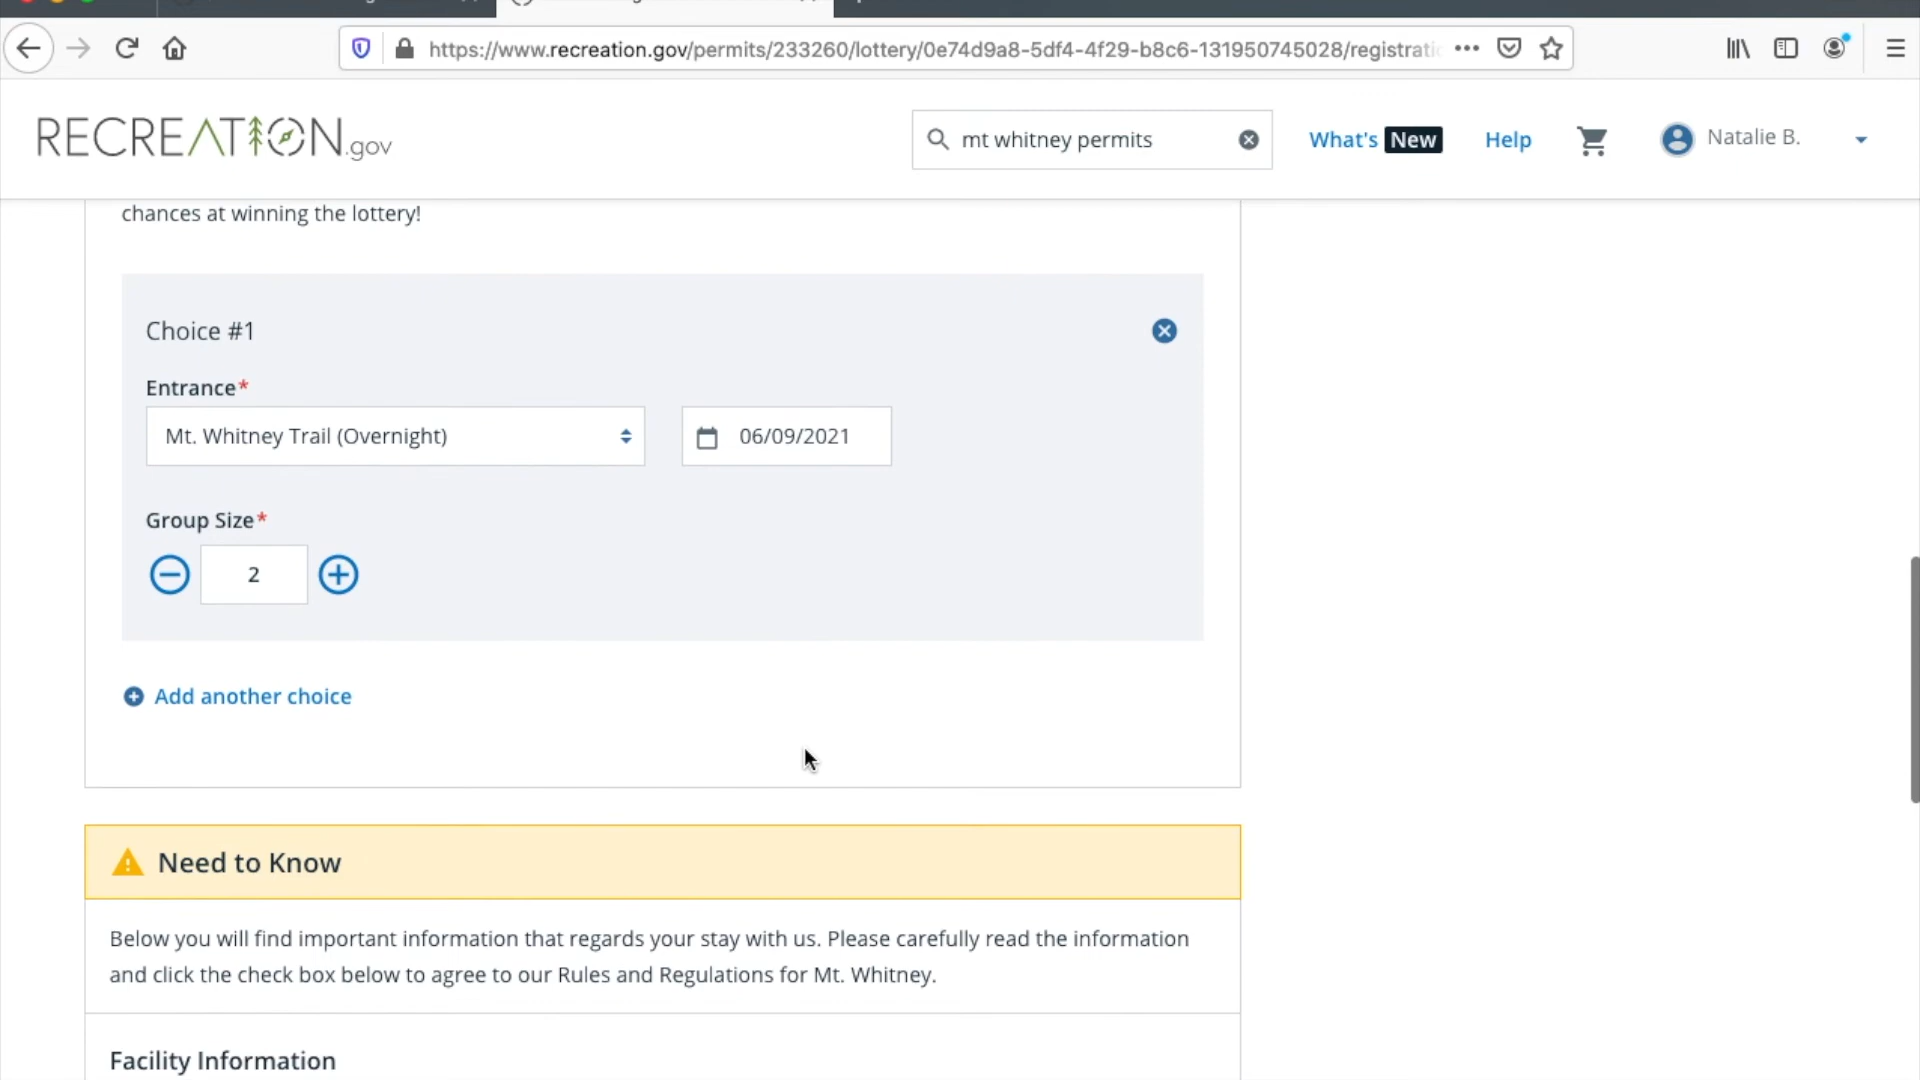 https://www.recreation.gov/permits/233260/lottery/0e74d9a8-5df4-4f29-b8c6-131950745028/registrati
RECREATION.gov
mt whitney permits
What's New
Help
Natalie B.
chances at winning the lottery!
Choice #1
Entrance*
Mt. Whitney Trail (Overnight)
06/09/2021
Group Size*
2
Add another choice
Need to Know
Below you will find important information that regards your stay with us. Please carefully read the information
and click the check box below to agree to our Rules and Regulations for Mt. Whitney.
Facility Information